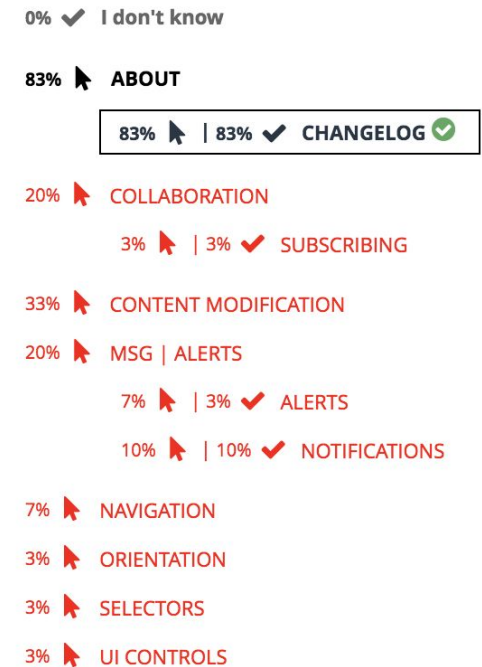 0% I don't know
83% ABOUT
83% | 83% CHANGELOG
20% COLLABORATION
3% | 3% SUBSCRIBING
33% CONTENT MODIFICATION
20% MSG | ALERTS
7% | 3% ALERTS
10% | 10% NOTIFICATIONS
7% NAVIGATION
3% ORIENTATION
3% SELECTORS
3% UI CONTROLS